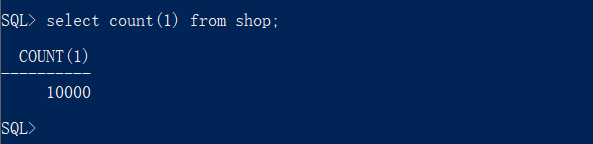 SQL> select count(1) from shop;
COUNT(1)
----------
10000
SQL>